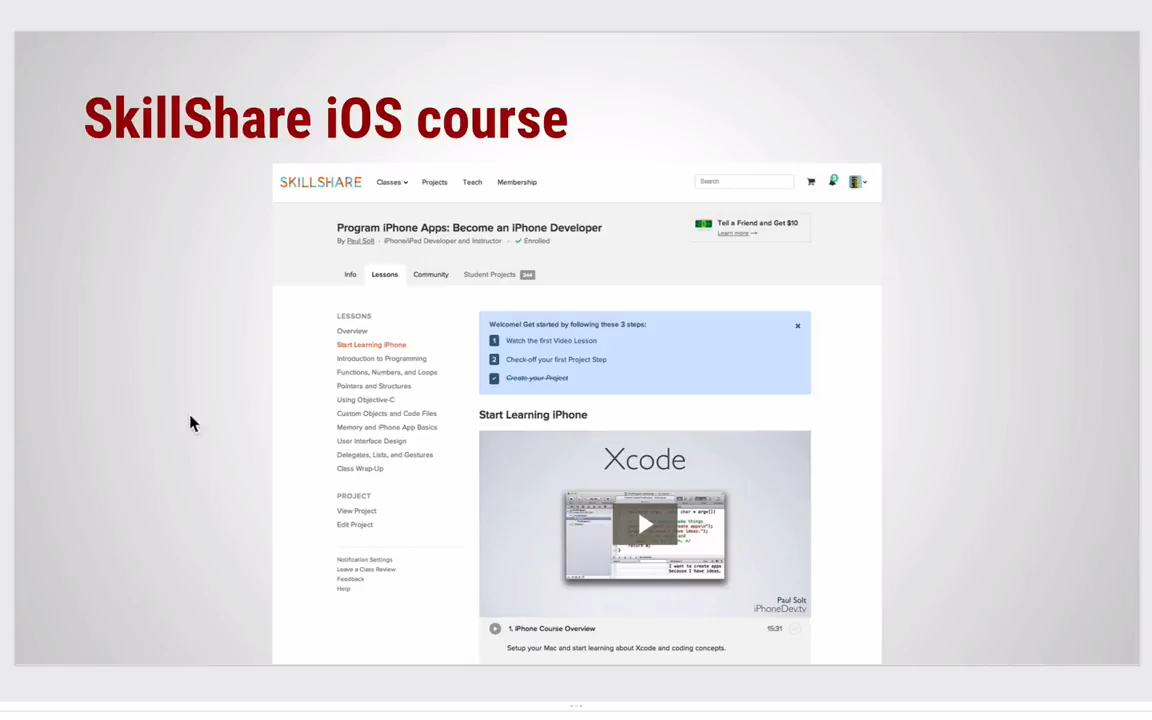 SkillShare iOS course
SKILLSHARE Classes Projects Teach Membership Search
Program iPhone Apps: Become an iPhone Developer
By Paul Solt · iPhone/iPad Developer and Instructor · ✓ Enrolled
Tell a Friend and Get $10
Learn more →
Info Lessons Community Student Projects 244
LESSONS
Overview
Start Learning iPhone
Introduction to Programming
Functions, Numbers, and Loops
Pointers and Structures
Using Objective-C
Custom Objects and Code Files
Memory and iPhone App Basics
User Interface Design
Delegates, Lists, and Gestures
Class Wrap-Up
PROJECT
View Project
Edit Project
Notification Settings
Leave a Class Review
Feedback
Help
Welcome! Get started by following these 3 steps:
1 Watch the first Video Lesson
2 Check-off your first Project Step
Create your Project
Start Learning iPhone
Xcode
I want to create apps
because I have ideas.
Paul Solt
iPhoneDev.tv
1. iPhone Course Overview 15:31
Setup your Mac and start learning about Xcode and coding concepts.